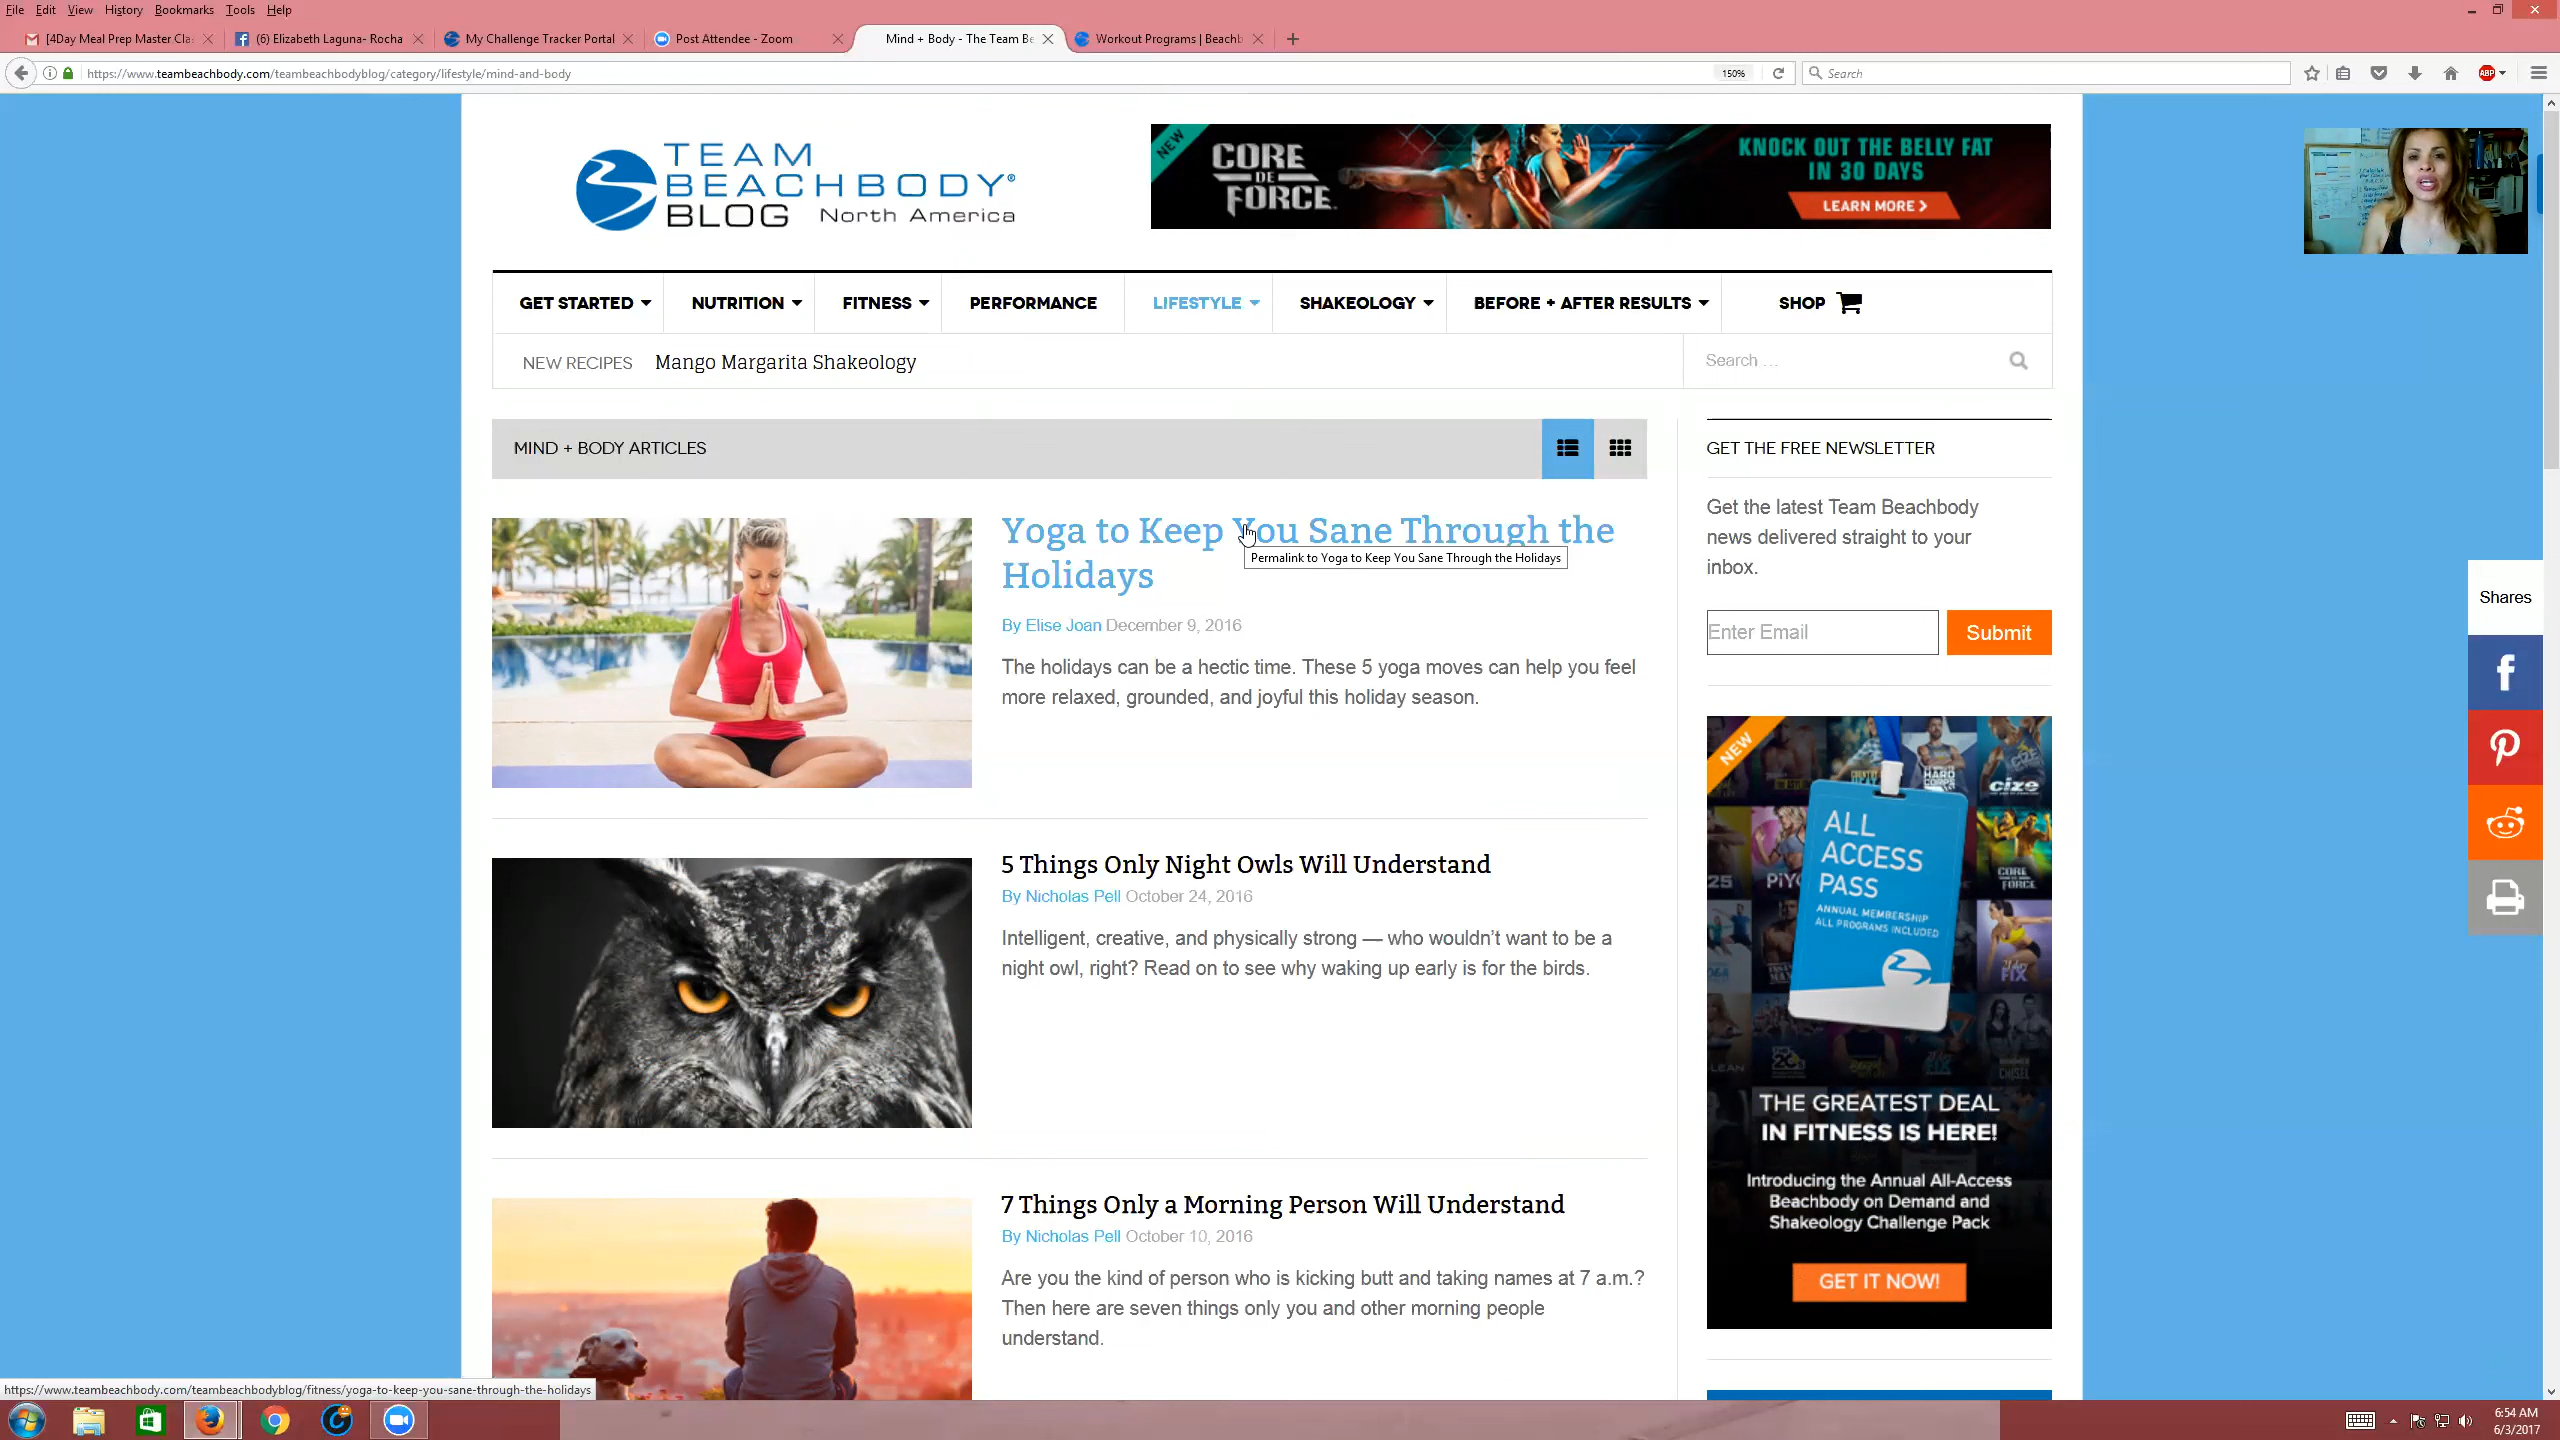 File Edit View History Bookmarks Tools Help
[4Day Meal Prep Master Cla
(6) Elizabeth Laguna- Rocha
My Challenge Tracker Portal
Post Attendee - Zoom
Mind + Body - The Team Be
Workout Programs | Beachb
https://www.teambeachbody.com/teambeachbodyblog/category/lifestyle/mind-and-body
150%
Search
ABP
TEAM
BEACHBODY®
BLOG North America
NEW
CORE
DE
FORCE
KNOCK OUT THE BELLY FAT
IN 30 DAYS
LEARN MORE >
GET STARTED
NUTRITION
FITNESS
PERFORMANCE
LIFESTYLE
SHAKEOLOGY
BEFORE + AFTER RESULTS
SHOP
NEW RECIPES Mango Margarita Shakeology
Search ...
MIND + BODY ARTICLES
Yoga to Keep You Sane Through the
Holidays
Permalink to Yoga to Keep You Sane Through the Holidays
By Elise Joan December 9, 2016
The holidays can be a hectic time. These 5 yoga moves can help you feel
more relaxed, grounded, and joyful this holiday season.
5 Things Only Night Owls Will Understand
By Nicholas Pell October 24, 2016
Intelligent, creative, and physically strong — who wouldn't want to be a
night owl, right? Read on to see why waking up early is for the birds.
7 Things Only a Morning Person Will Understand
By Nicholas Pell October 10, 2016
Are you the kind of person who is kicking butt and taking names at 7 a.m.?
Then here are seven things only you and other morning people
understand.
GET THE FREE NEWSLETTER
Get the latest Team Beachbody
news delivered straight to your
inbox.
Enter Email
Submit
NEW
HARD
CORPS
CIZE
ALL
ACCESS
PASS
ANNUAL MEMBERSHIP
ALL PROGRAMS INCLUDED
25
PiYO
CORE
FORCE
FIX
CHISEL
THE GREATEST DEAL
IN FITNESS IS HERE!
Introducing the Annual All-Access
Beachbody on Demand and
Shakeology Challenge Pack
GET IT NOW!
Shares
https://www.teambeachbody.com/teambeachbodyblog/fitness/yoga-to-keep-you-sane-through-the-holidays
6:54 AM
6/3/2017